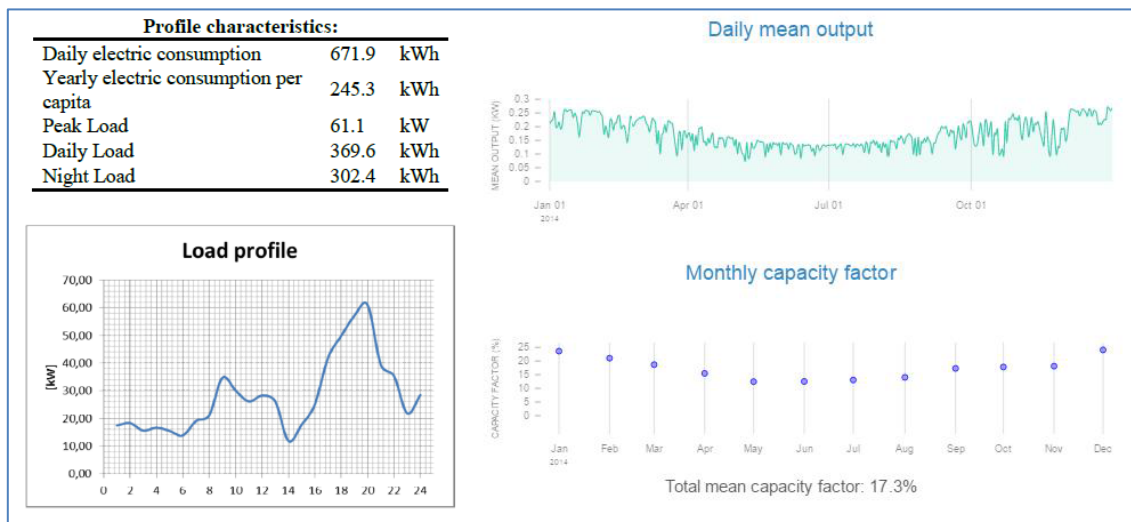 Profile characteristics:
Daily electric consumption 671.9 kWh
Yearly electric consumption per
capita 245.3 kWh
Peak Load 61.1 kW
Daily Load 369.6 kWh
Night Load 302.4 kWh
Load profile
70,00
60,00
50,00
40,00
30,00
20,00
10,00
0,00
[kW]
0 2 4 6 8 10 12 14 16 18 20 22 24
Daily mean output
MEAN OUTPUT (KW)
0.3
0.25
0.2
0.15
0.1
0.05
0
Jan 01 Apr 01 Jul 01 Oct 01
2014
Monthly capacity factor
CAPACITY FACTOR (%)
25
20
15
10
5
0
Jan Feb Mar Apr May Jun Jul Aug Sep Oct Nov Dec
2014
Total mean capacity factor: 17.3%